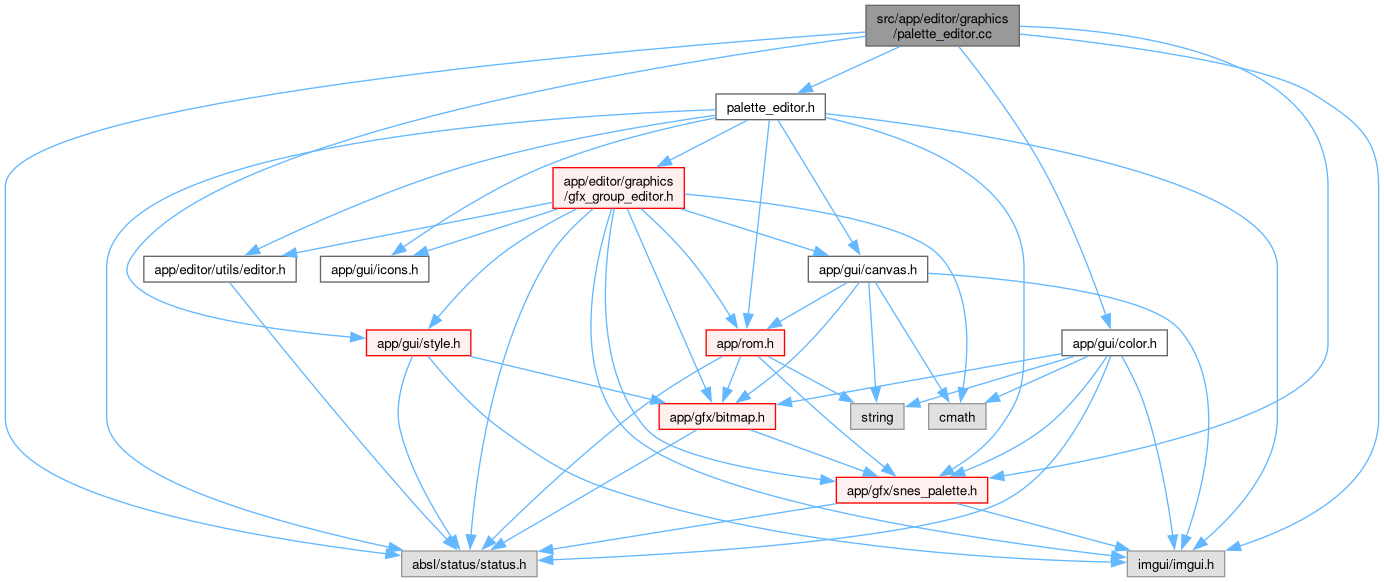 src/app/editor/graphics
/palette_editor.cc
palette_editor.h
app/editor/graphics
/gfx_group_editor.h
app/editor/utils/editor.h
app/gui/icons.h
app/gui/canvas.h
app/gui/style.h
app/rom.h
app/gui/color.h
app/gfx/bitmap.h
string
cmath
app/gfx/snes_palette.h
absl/status/status.h
imgui/imgui.h